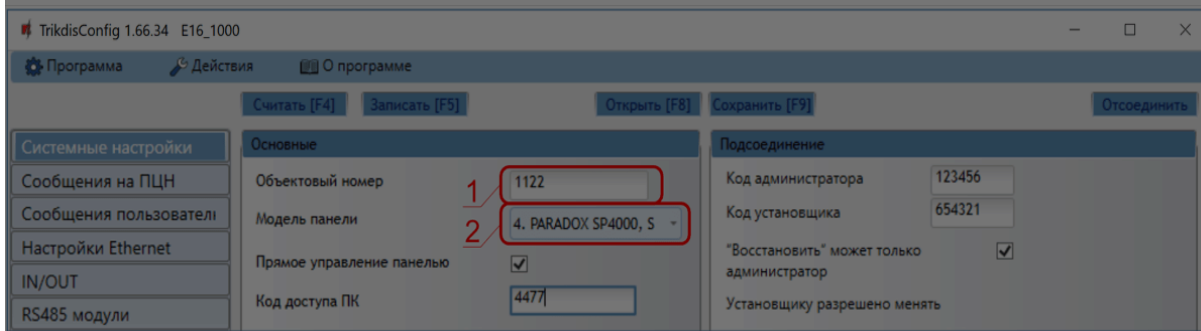 TrikdisConfig 1.66.34 E16_1000
Программа Действия О программе
Считать [F4] Записать [F5] Открыть [F8] Сохранить [F9] Отсоединить
Системные настройки
Сообщения на ПЦН
Сообщения пользователı
Настройки Ethernet
IN/OUT
RS485 модули
Основные
Объектовый номер 1 1122
Модель панели 2 4. PARADOX SP4000, S
Прямое управление панелью
Код доступа ПК 4477
Подсоединение
Код администратора 123456
Код установщика 654321
"Восстановить" может только
администратор
Установщику разрешено менять